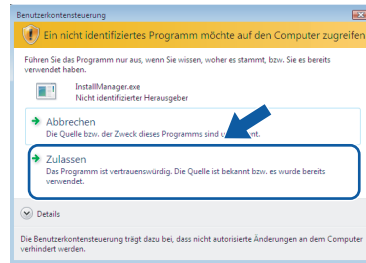 Benutzerkontensteuerung
Ein nicht identifiziertes Programm möchte auf den Computer zugreifen
Führen Sie das Programm nur aus, wenn Sie wissen, woher es stammt, bzw. Sie es bereits
verwendet haben.
InstallManager.exe
Nicht identifizierter Herausgeber
Abbrechen
Die Quelle bzw. der Zweck dieses Programms sind
Zulassen
Das Programm ist vertrauenswürdig. Die Quelle ist bekannt bzw. es wurde bereits
verwendet.
Details
Die Benutzerkontensteuerung trägt dazu bei, dass nicht autorisierte Änderungen an dem Computer
verhindert werden.